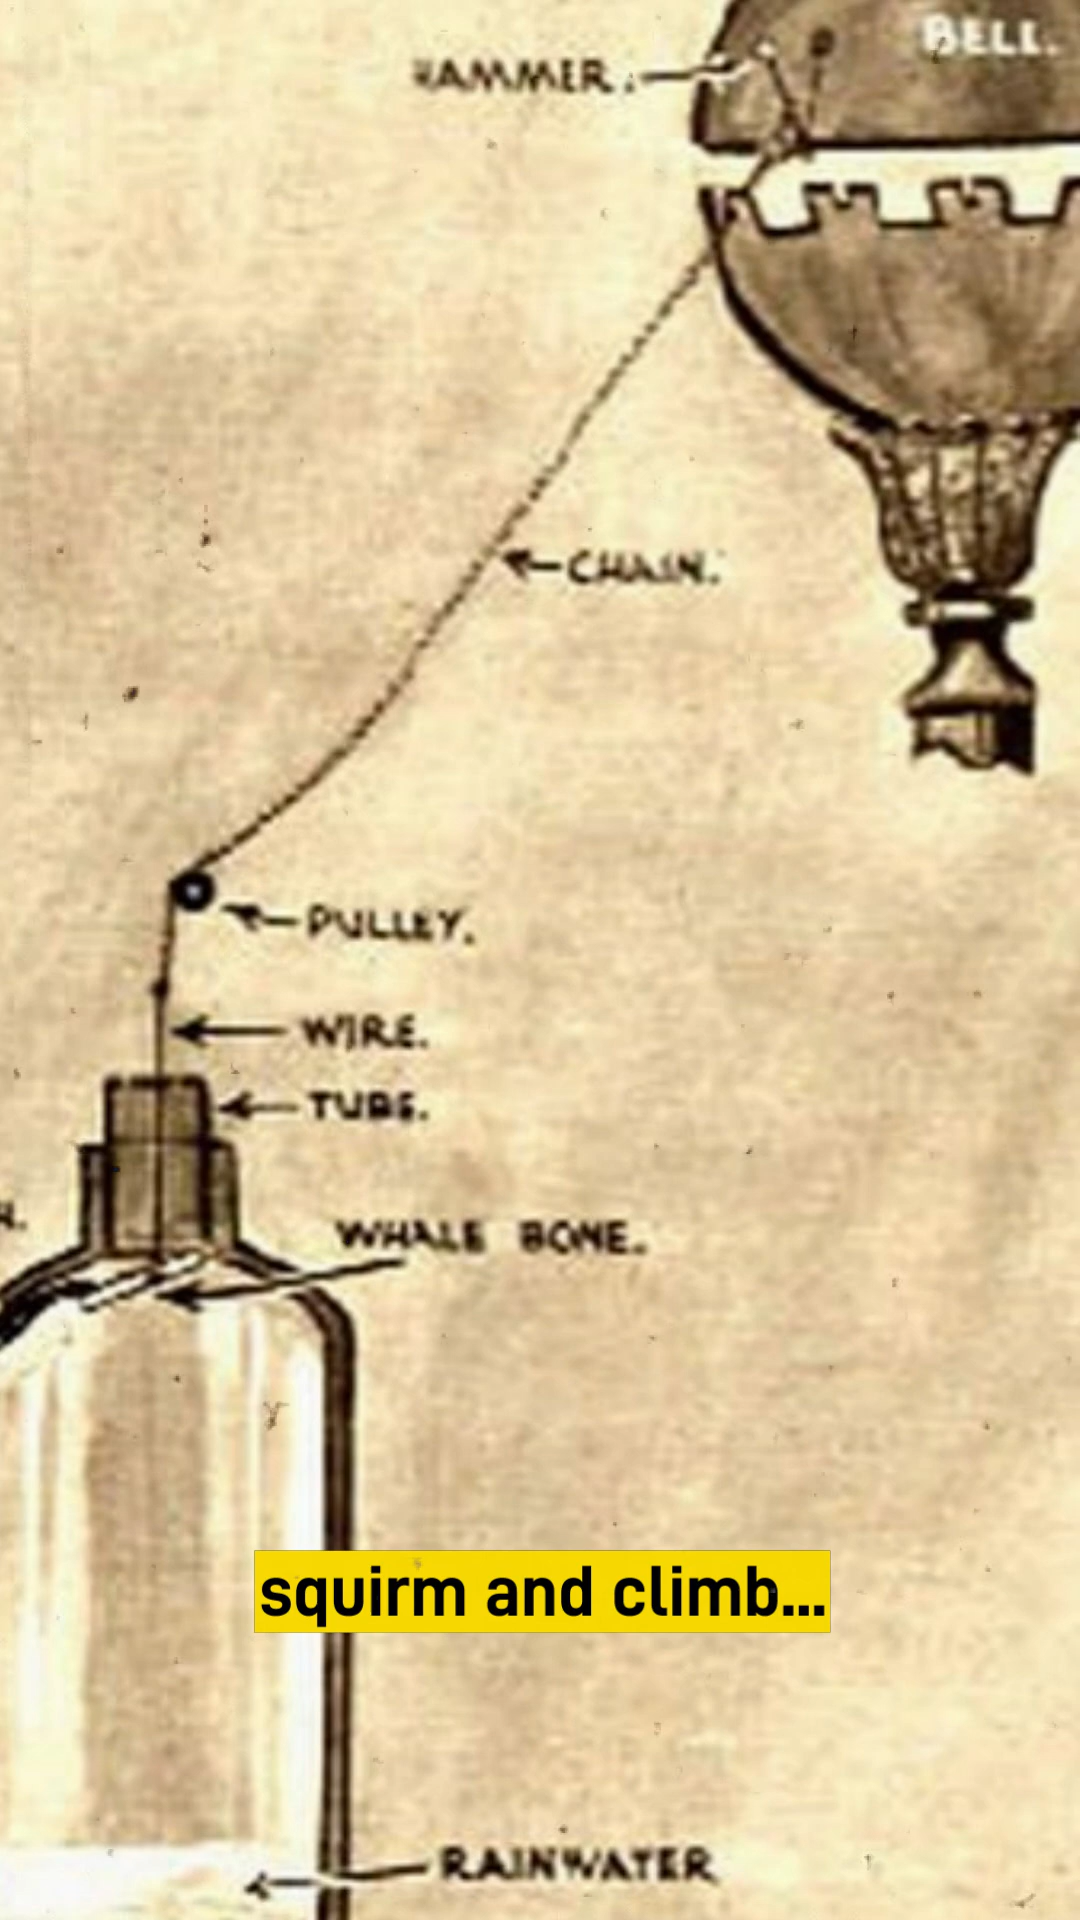 BELL.
HAMMER.
CHAIN.
PULLEY.
WIRE.
TUBE.
WHALE BONE.
squirm and climb...
RAINWATER